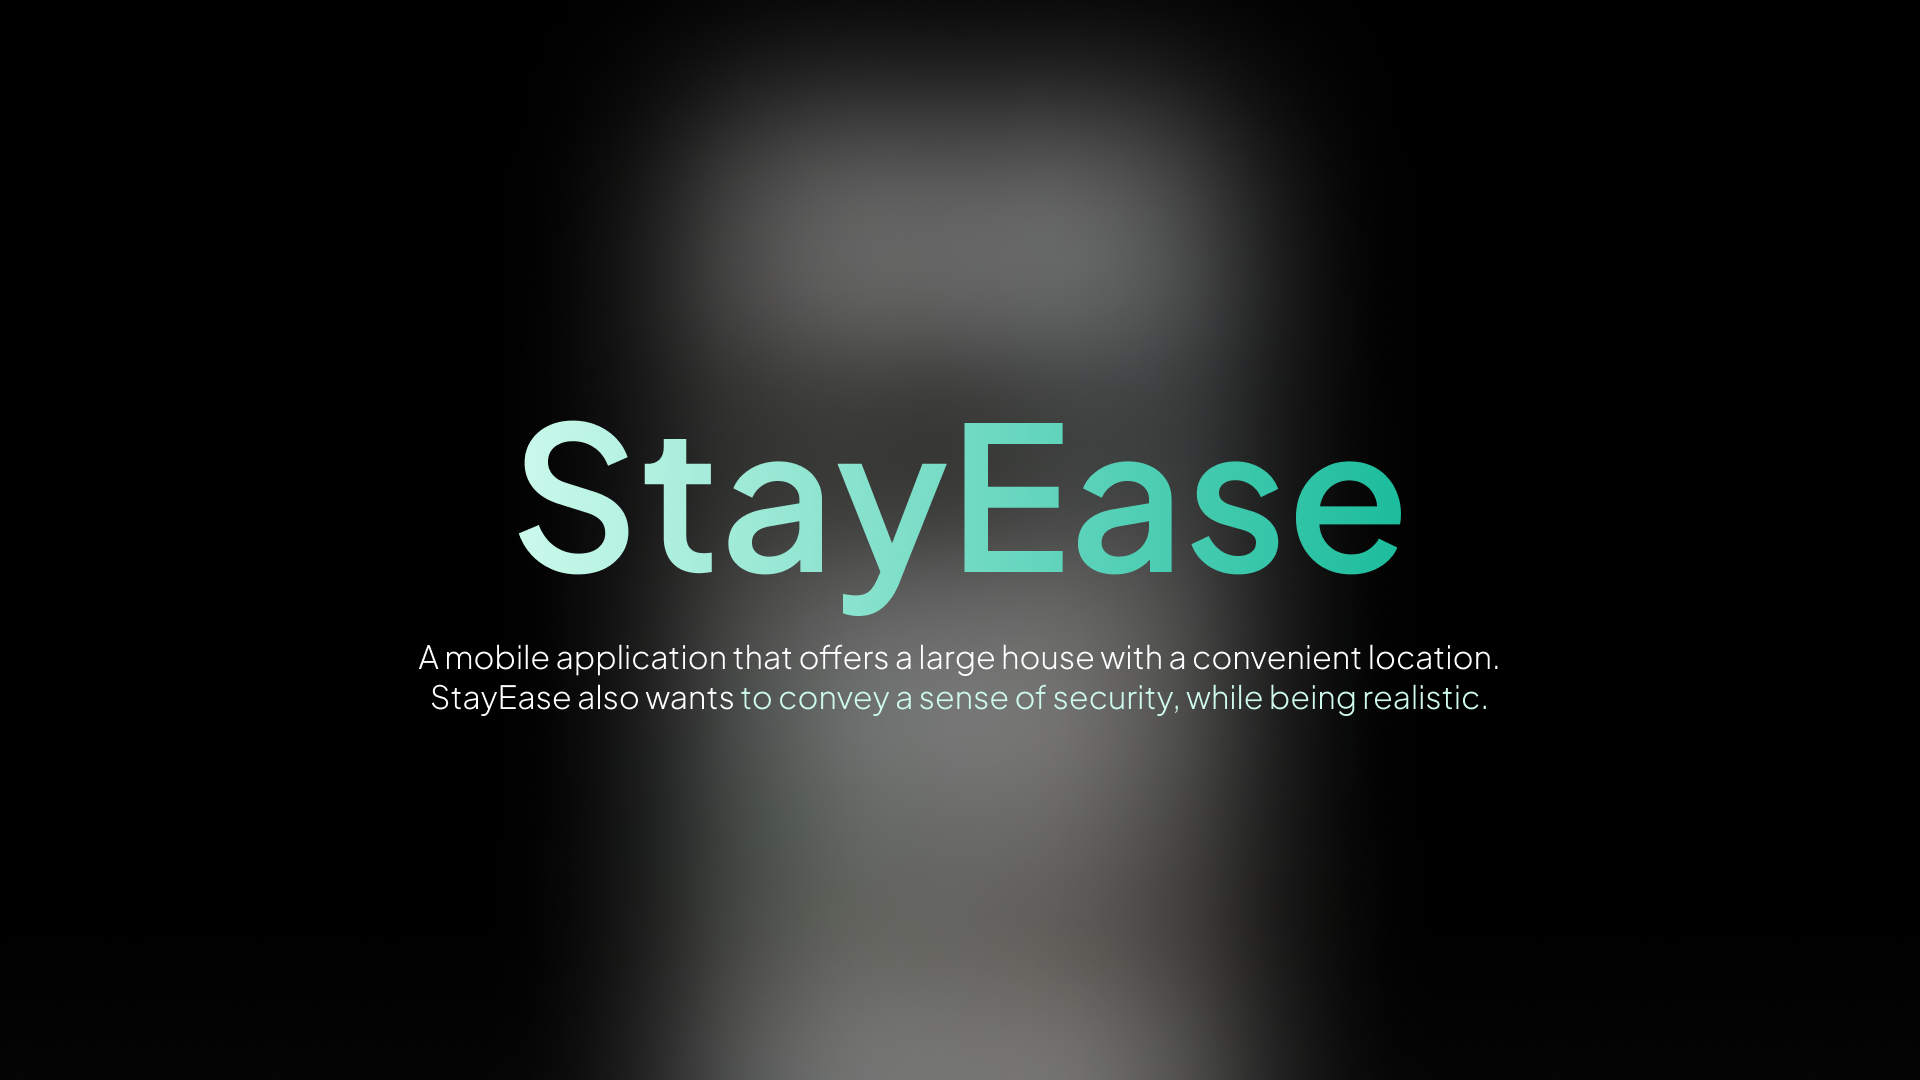 StayEase
A mobile application that offers a large house with a convenient location.
StayEase also wants to convey a sense of security, while being realistic.